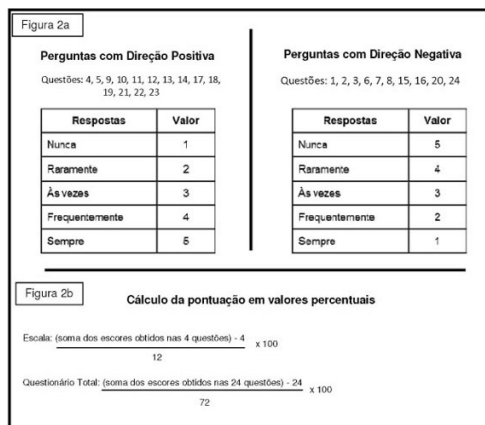 Figura 2a
Perguntas com Direção Positiva
Questões: 4, 5, 9, 10, 11, 12, 13, 14, 17, 18,
19, 21, 22, 23
Respostas Valor
Nunca 1
Raramente 2
Às vezes 3
Frequentemente 4
Sempre 5
Perguntas com Direção Negativa
Questões: 1, 2, 3, 6, 7, 8, 15, 16, 20, 24
Respostas Valor
Nunca 5
Raramente 4
Às vezes 3
Frequentemente 2
Sempre 1
Figura 2b
Cálculo da pontuação em valores percentuais
Escala: (soma dos escores obtidos nas 4 questões) - 4 x 100
12
Questionário Total: (soma dos escores obtidos nas 24 questões) - 24 x 100
72